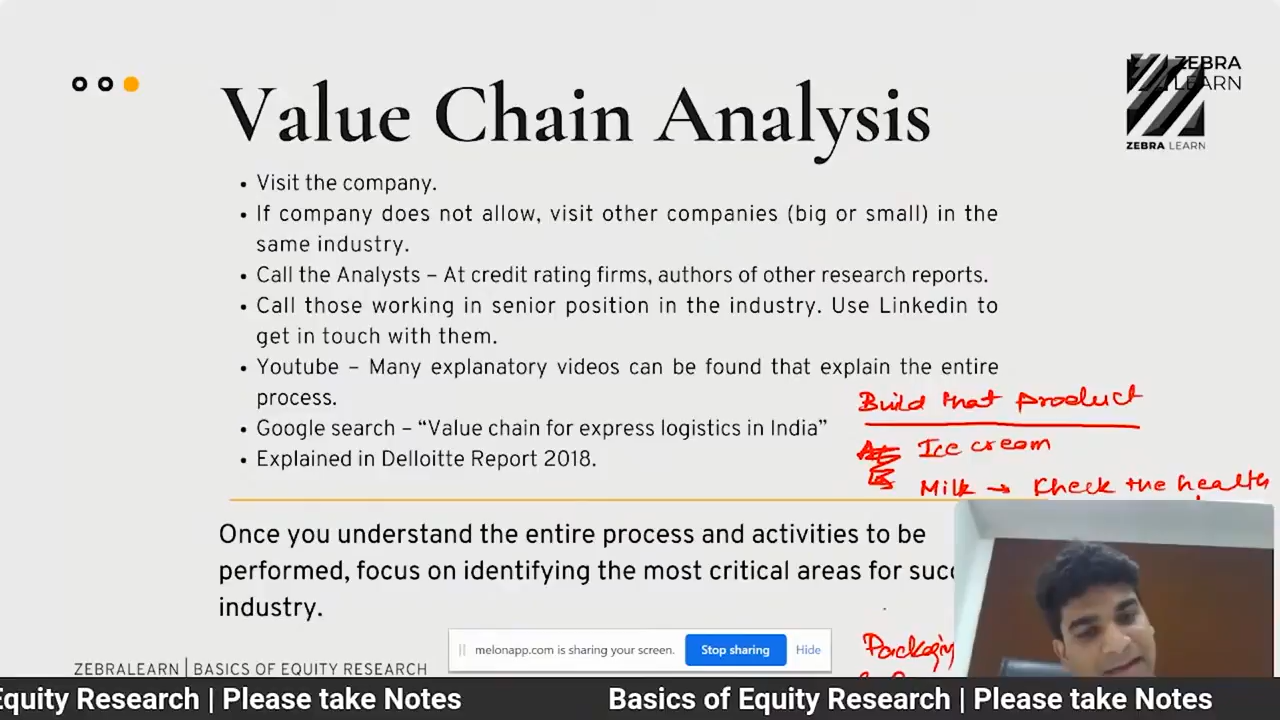 ZEBRA
LEARN
ZEBRA LEARN
Value Chain Analysis
• Visit the company.
• If company does not allow, visit other companies (big or small) in the
same industry.
• Call the Analysts – At credit rating firms, authors of other research reports.
• Call those working in senior position in the industry. Use Linkedin to
get in touch with them.
• Youtube – Many explanatory videos can be found that explain the entire
process.
• Google search – “Value chain for express logistics in India”
• Explained in Delloitte Report 2018.
Build that product
Ice cream
Milk → Check the health
Once you understand the entire process and activities to be
performed, focus on identifying the most critical areas for succ
industry.
Packagin
melonapp.com is sharing your screen.
Stop sharing
Hide
ZEBRALEARN | BASICS OF EQUITY RESEARCH
Equity Research | Please take Notes
Basics of Equity Research | Please take Notes